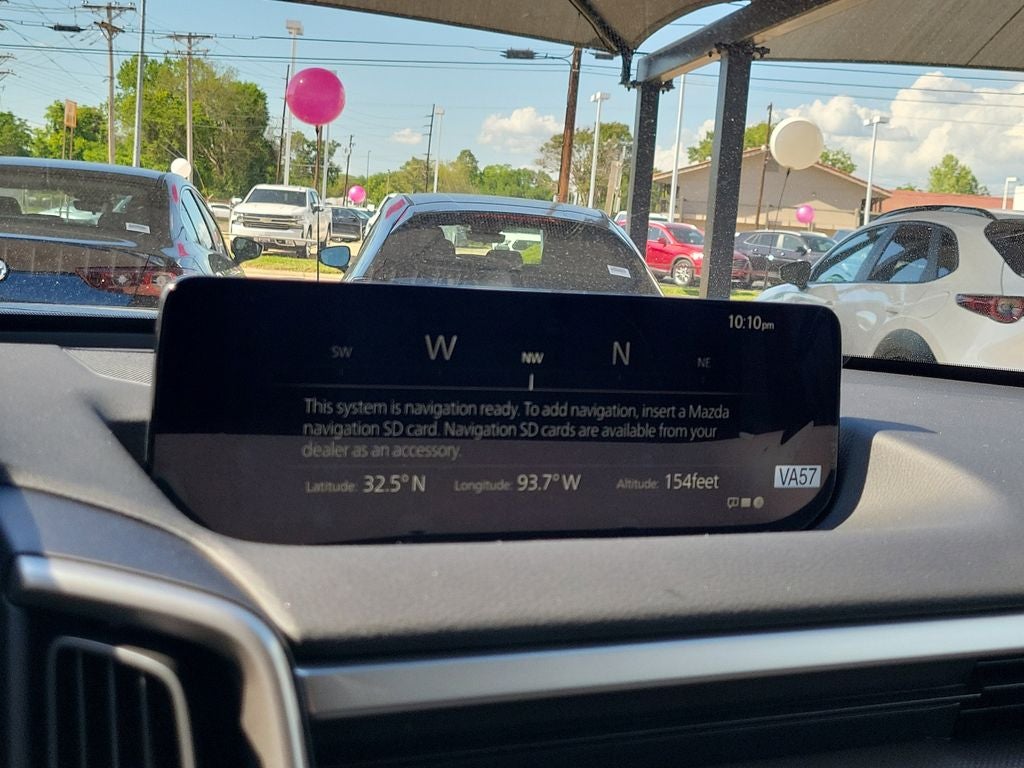 10:10pm
SW W NW N NE
This system is navigation ready. To add navigation, insert a Mazda
navigation SD card. Navigation SD cards are available from your
dealer as an accessory.
Latitude: 32.5° N Longitude: 93.7° W Altitude: 154feet
VA57